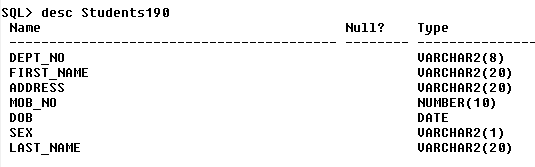 SQL> desc Students190
Name Null? Type
----------------------------------------- -------- ----------------
DEPT_NO VARCHAR2(8)
FIRST_NAME VARCHAR2(20)
ADDRESS VARCHAR2(20)
MOB_NO NUMBER(10)
DOB DATE
SEX VARCHAR2(1)
LAST_NAME VARCHAR2(20)